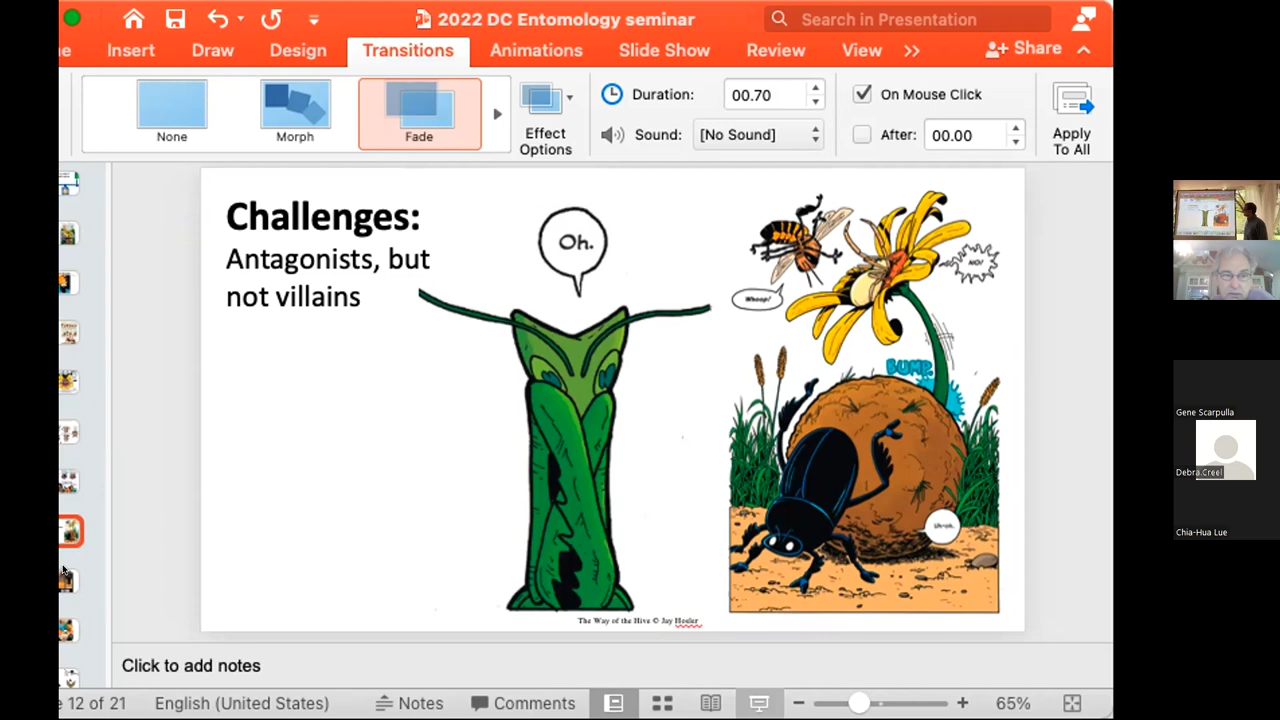 2022 DC Entomology seminar
Search in Presentation
Insert Draw Design Transitions Animations Slide Show Review View Share
None Morph Fade
Effect Options
Duration: 00.70
Sound: [No Sound]
On Mouse Click
After: 00.00
Apply To All
Challenges:
Antagonists, but
not villains
Oh.
Whoop!
NO!
BUMP
Uh-oh.
The Way of the Hive © Jay Hosler
Click to add notes
12 of 21 English (United States) Notes Comments 65%
Gene Scarpulla
Debra.Creel
Chia-Hua Lue